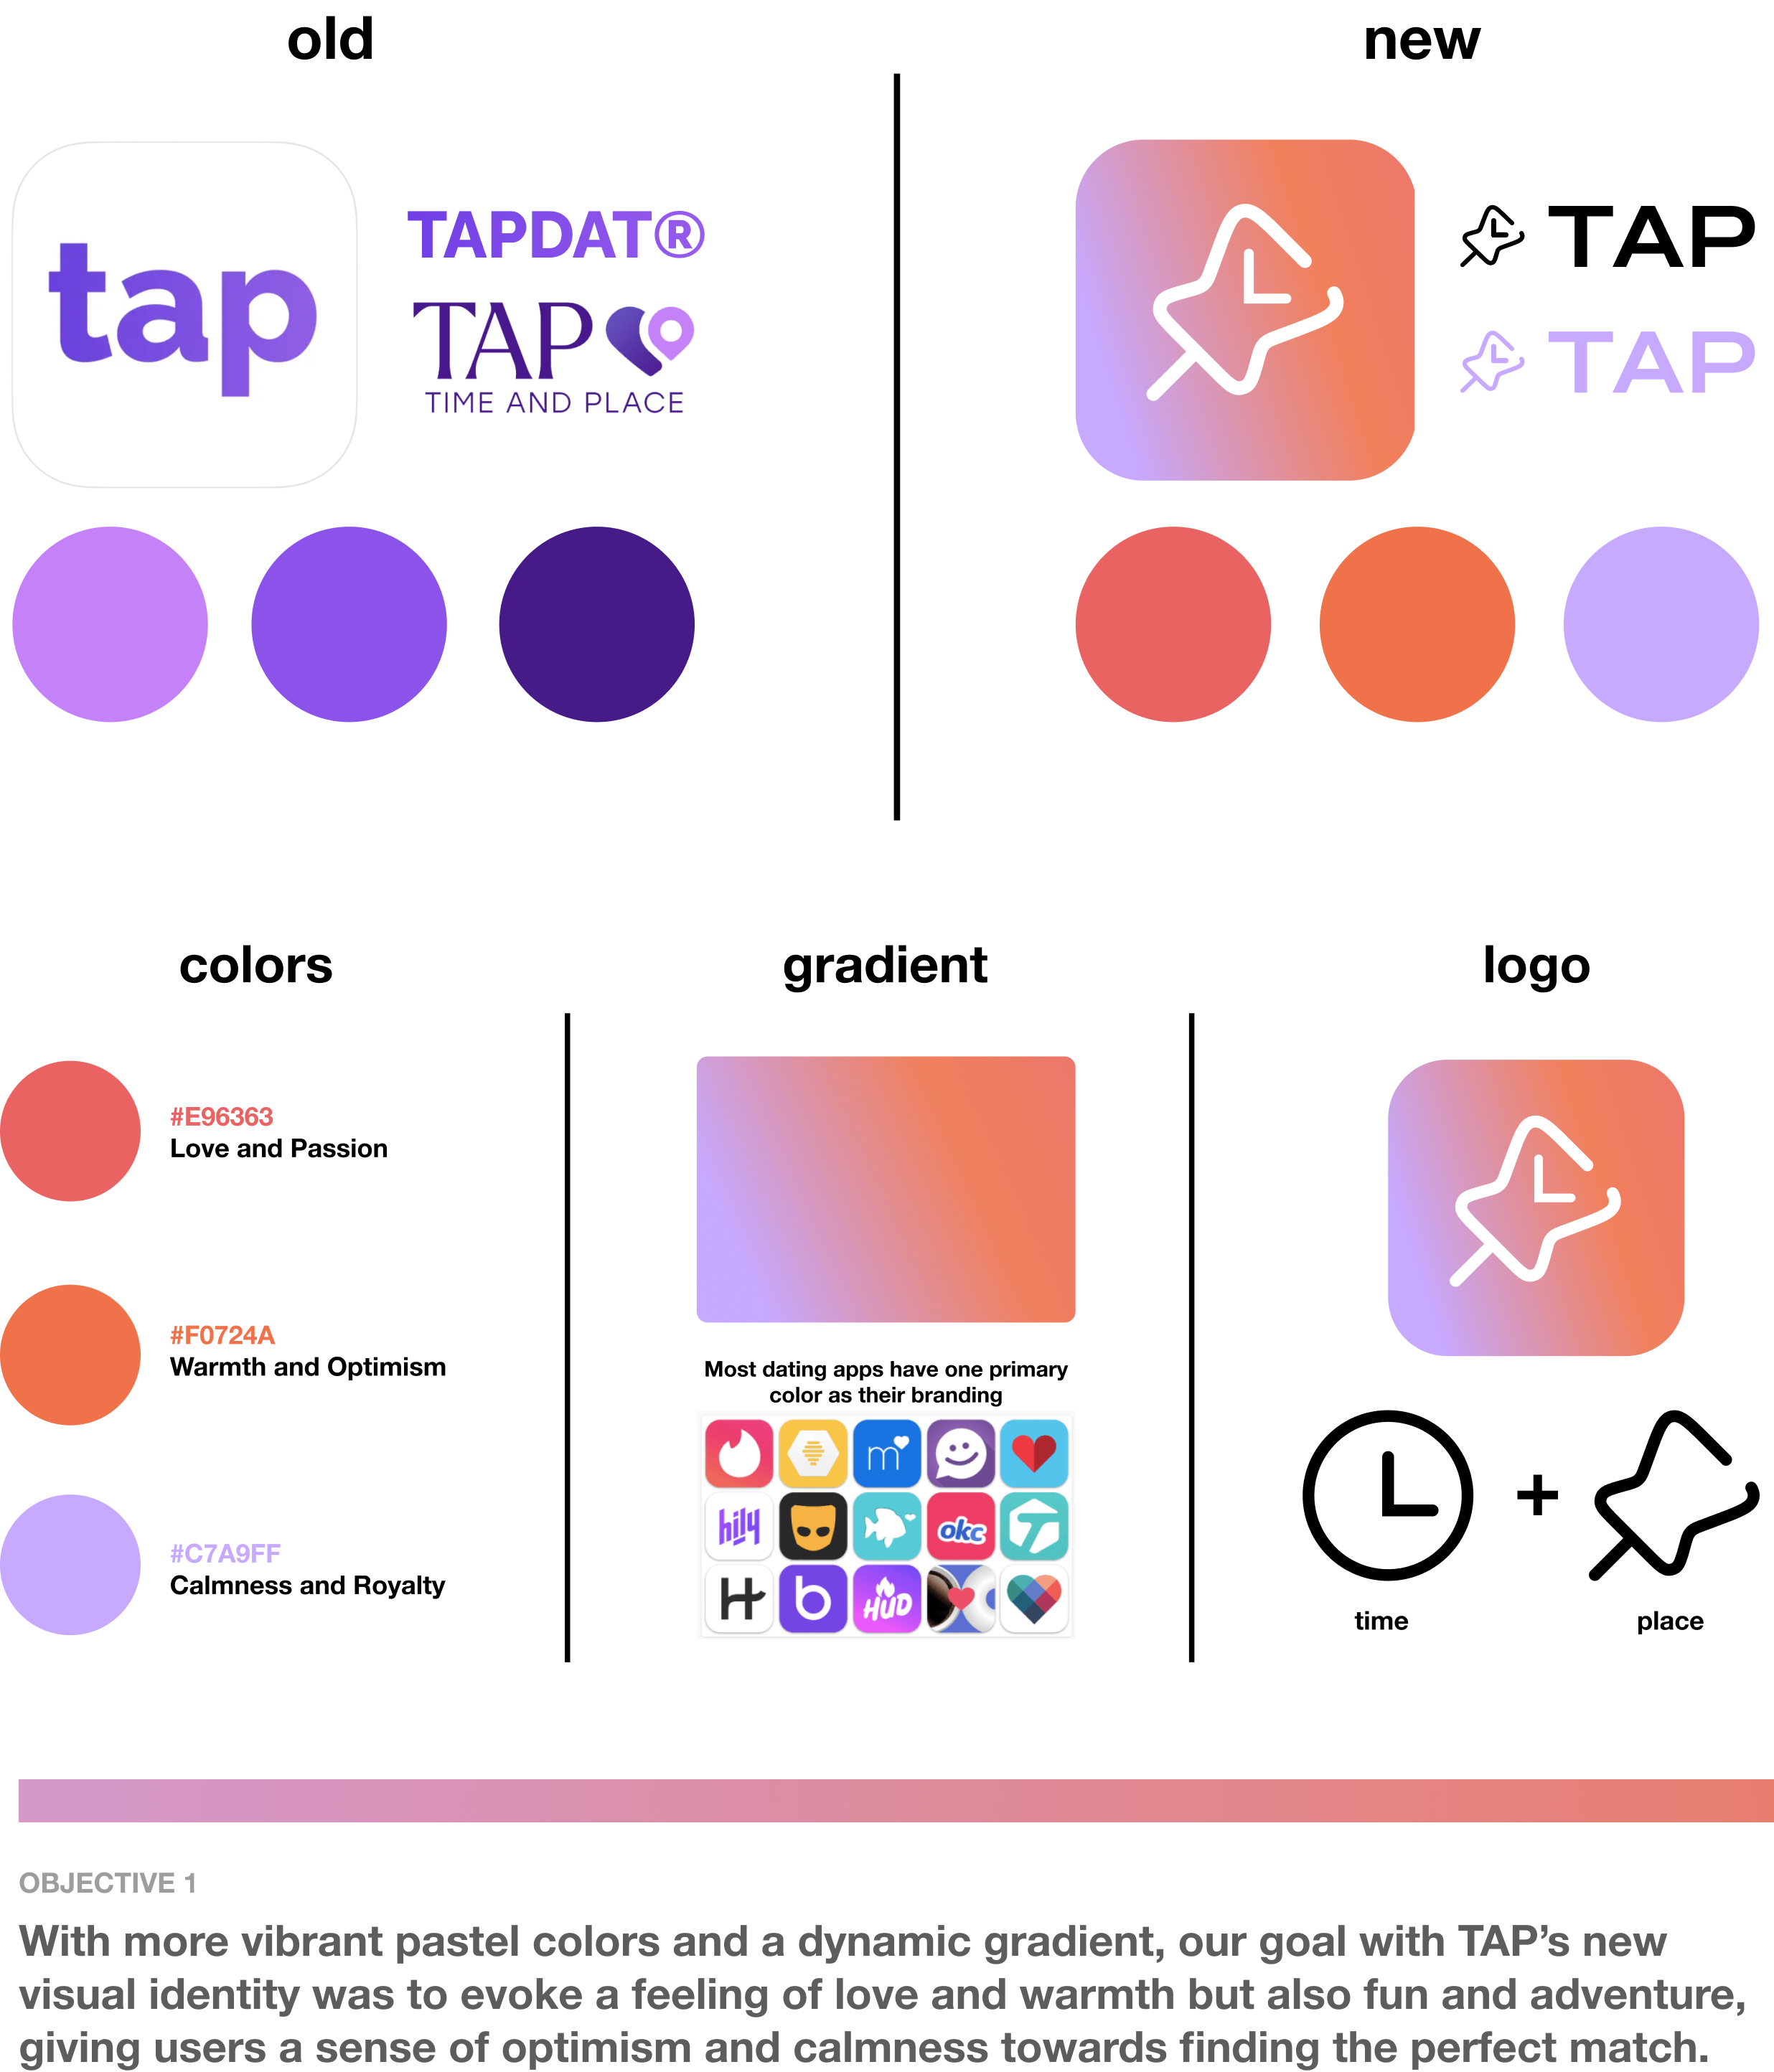 old
new
tap
TAPDAT®
TAP
TIME AND PLACE
TAP
TAP
colors
gradient
logo
#E96363
Love and Passion
#F0724A
Warmth and Optimism
#C7A9FF
Calmness and Royalty
Most dating apps have one primary
color as their branding
m
hily
okc
T
H
b
HUD
+
time
place
OBJECTIVE 1
With more vibrant pastel colors and a dynamic gradient, our goal with TAP’s new
visual identity was to evoke a feeling of love and warmth but also fun and adventure,
giving users a sense of optimism and calmness towards finding the perfect match.